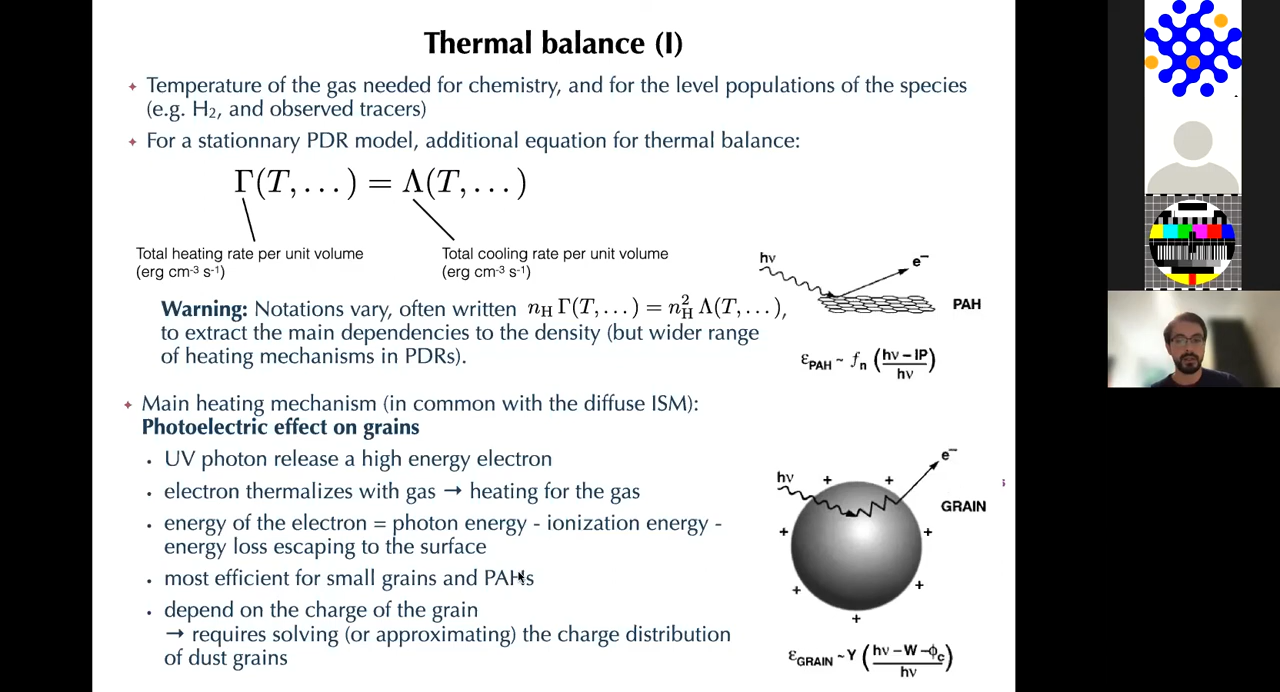 Thermal balance (I)
Temperature of the gas needed for chemistry, and for the level populations of the species
(e.g. H₂, and observed tracers)
For a stationnary PDR model, additional equation for thermal balance:
Γ(T, . . . ) = Λ(T, . . . )
Total heating rate per unit volume
(erg cm⁻³ s⁻¹)
Total cooling rate per unit volume
(erg cm⁻³ s⁻¹)
Warning: Notations vary, often written n_H Γ(T, . . . ) = n_H² Λ(T, . . . ),
to extract the main dependencies to the density (but wider range
of heating mechanisms in PDRs).
hν
e⁻
PAH
ε_PAH ~ f_n ((hν – IP)/hν)
Main heating mechanism (in common with the diffuse ISM):
Photoelectric effect on grains
• UV photon release a high energy electron
• electron thermalizes with gas → heating for the gas
• energy of the electron = photon energy - ionization energy -
energy loss escaping to the surface
• most efficient for small grains and PAHs
• depend on the charge of the grain
→ requires solving (or approximating) the charge distribution
of dust grains
hν
e⁻
+ +
GRAIN
+ +
+ +
+
ε_GRAIN ~ Y ((hν – W – ϕ_c)/hν)
s